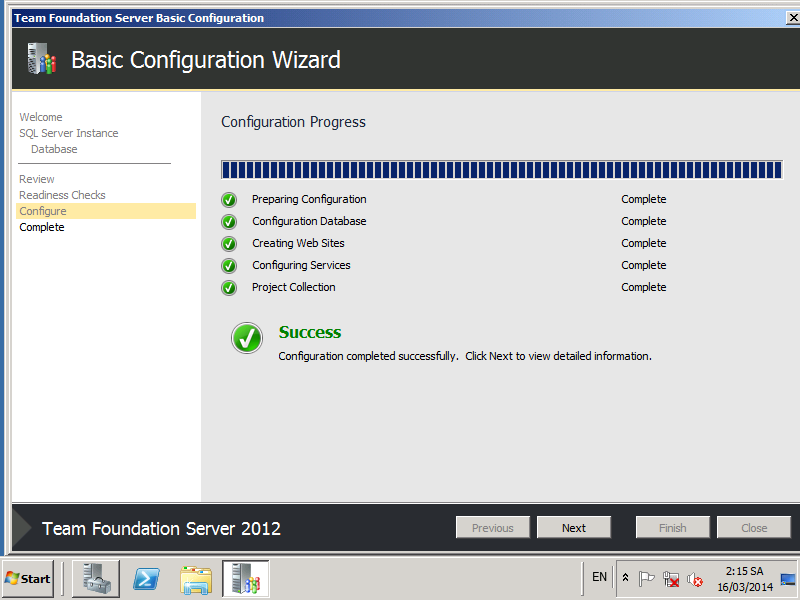 Team Foundation Server Basic Configuration
Basic Configuration Wizard
Welcome
SQL Server Instance
Database
Review
Readiness Checks
Configure
Complete
Configuration Progress
Preparing Configuration Complete
Configuration Database Complete
Creating Web Sites Complete
Configuring Services Complete
Project Collection Complete
Success
Configuration completed successfully. Click Next to view detailed information.
Team Foundation Server 2012
Previous Next Finish Close
Start EN 2:15 SA
16/03/2014